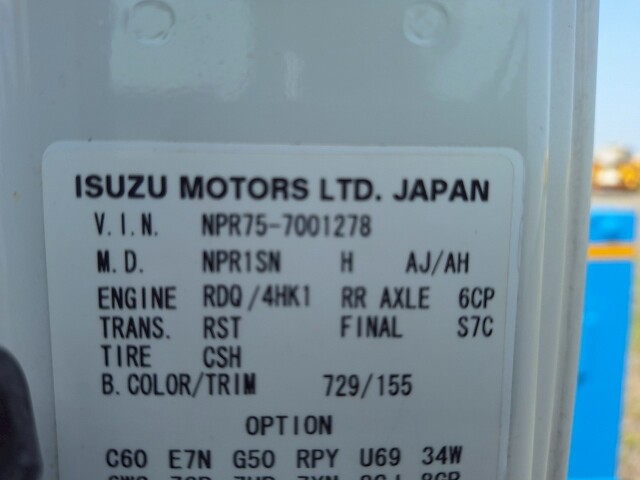 ISUZU MOTORS LTD. JAPAN
V.I.N. NPR75-7001278
M.D. NPR1SN H AJ/AH
ENGINE RDQ/4HK1 RR AXLE 6CP
TRANS. RST FINAL S7C
TIRE CSH
B.COLOR/TRIM 729/155
OPTION
C60 E7N G50 RPY U69 34W